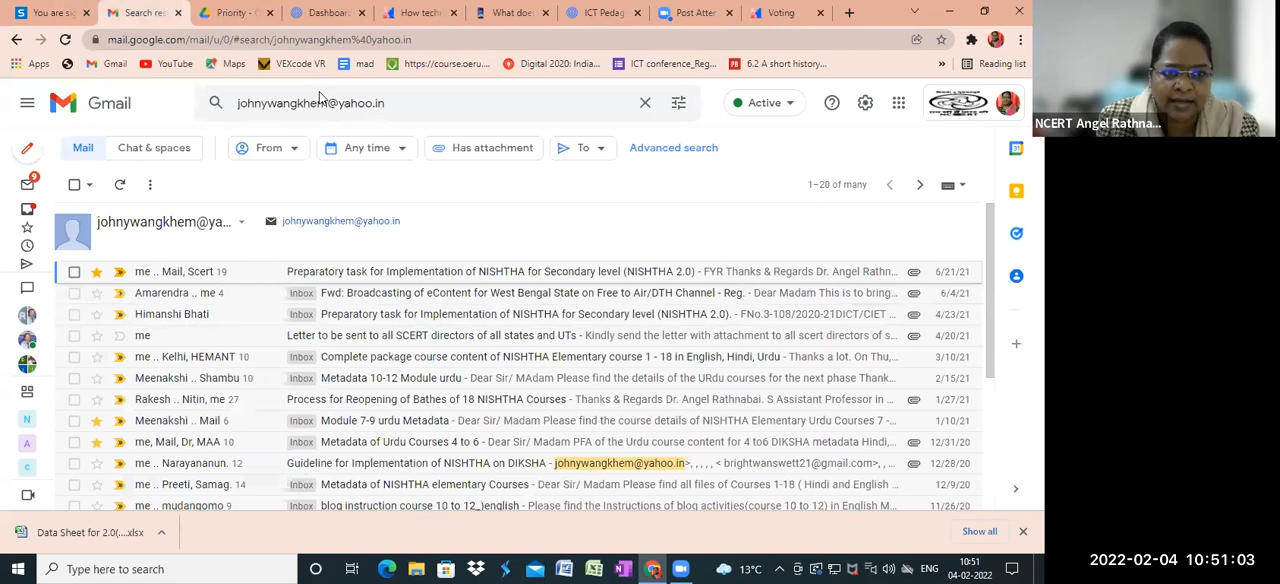 You are si
Search res
Priority -
Dashboar
How tech
What doe
ICT Pedag
Post Atter
Voting
mail.google.com/mail/u/0/#search/johnywangkhem%40yahoo.in
Apps
Gmail
YouTube
Maps
VEXcode VR
mad
https://course.oeru....
Digital 2020: India...
ICT conference_Reg...
6.2 A short history...
»
Reading list
Gmail
johnywangkhem@yahoo.in
Active
NCERT Angel Rathna...
Mail
Chat & spaces
From
Any time
Has attachment
To
Advanced search
9
1–20 of many
johnywangkhem@ya...
johnywangkhem@yahoo.in
me .. Mail, Scert 19 Preparatory task for Implementation of NISHTHA for Secondary level (NISHTHA 2.0) - FYR Thanks & Regards Dr. Angel Rathn... 6/21/21
Amarendra .. me 4 Inbox Fwd: Broadcasting of eContent for West Bengal State on Free to Air/DTH Channel - Reg. - Dear Madam This is to bring... 6/4/21
Himanshi Bhati Inbox Preparatory task for Implementation of NISHTHA for Secondary level (NISHTHA 2.0). - FNo.3-108/2020-21DICT/CIET ... 4/23/21
me Letter to be sent to all SCERT directors of all states and UTs - Kindly send the letter with attachment to all scert directors of s... 4/20/21
me .. Kelhi, HEMANT 10 Inbox Complete package course content of NISHTHA Elementary course 1 - 18 in English, Hindi, Urdu - Thanks a lot. On Thu,... 3/10/21
Meenakshi .. Shambu 10 Inbox Metadata 10-12 Module urdu - Dear Sir/ MAdam Please find the details of the URdu courses for the next phase Thank... 2/15/21
Rakesh .. Nitin, me 27 Process for Reopening of Bathes of 18 NISHTHA Courses - Thanks & Regards Dr. Angel Rathnabai. S Assistant Professor in ... 1/27/21
Meenakshi .. Mail 6 Inbox Module 7-9 urdu Metadata - Dear Sir/ Madam Please find the course details of NISHTHA Elementary Urdu Courses 7 - ... 1/10/21
me, Mail, Dr, MAA 10 Inbox Metadata of Urdu Courses 4 to 6 - Dear Sir/ Madam PFA of the Urdu course content for 4 to6 DIKSHA metadata Hindi,... 12/31/20
me .. Narayananun. 12 Guideline for Implementation of NISHTHA on DIKSHA - johnywangkhem@yahoo.in>, , , , , < brightwanswett21@gmail.com>, , ... 12/28/20
me .. Preeti, Samag. 14 Inbox Metadata of NISHTHA elementary Courses - Dear Sir/ Madam Please find all files of Courses 1-18 ( Hindi and English ... 12/9/20
me .. mudangomo 9 Inbox blog instruction course 10 to 12_)english - Please find the Instructions of blog activities(course 10 to 12) in English M... 11/26/20
N
A
c
Data Sheet for 2.0(....xlsx
Show all
Type here to search
13°C
ENG
10:51
04-02-2022
2022-02-04 10:51:03